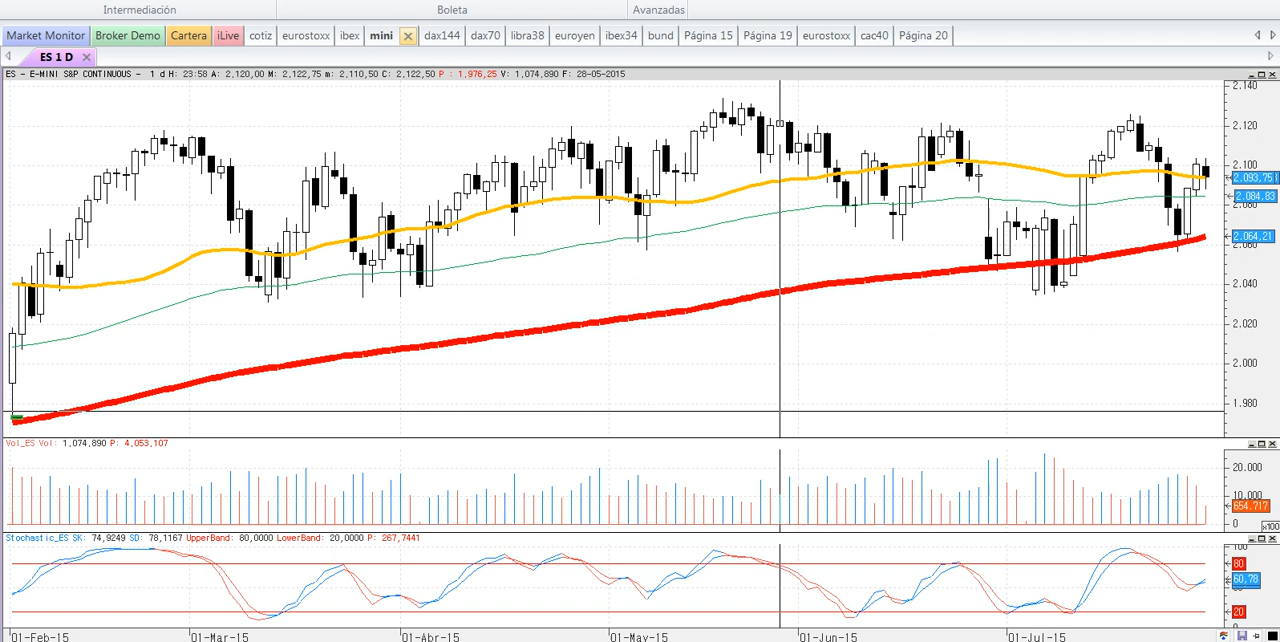 Intermediación Boleta Avanzadas
Market Monitor Broker Demo Cartera iLive cotiz eurostoxx ibex mini dax144 dax70 libra38 euroyen ibex34 bund Página 15 Página 19 eurostoxx cac40 Página 20
ES 1 D
ES - E-MINI S&P CONTINUOUS - 1 d H: 23:58 A: 2,120,00 M: 2,122,75 m: 2,110,50 C: 2,122,50 P : 1,976,25 V: 1,074,890 F: 28-05-2015
2.140
2.120
2.100
2.093,75
2.084,83
2.080
2.064,21
2.060
2.040
2.020
2.000
1.980
Vol_ES Vol: 1,074,890 P: 4,053,107
20.000
10.000
654.717
0
x100
Stochastic_ES SK: 74,9249 SD: 78,1167 UpperBand: 80,0000 LowerBand: 20,0000 P: 267,7441
100
80
60,78
20
0
01-Feb-15 01-Mar-15 01-Abr-15 01-May-15 01-Jun-15 01-Jul-15